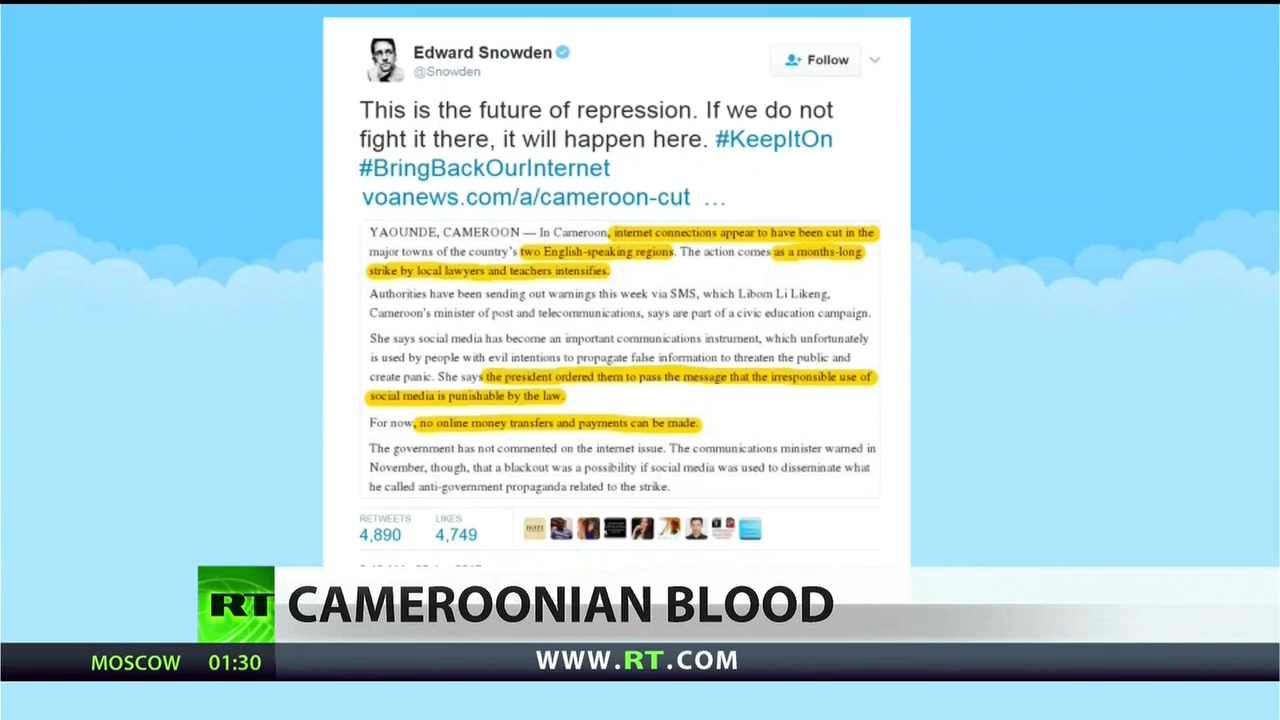 Edward Snowden
@Snowden
Follow
This is the future of repression. If we do not
fight it there, it will happen here. #KeepItOn
#BringBackOurInternet
voanews.com/a/cameroon-cut …
YAOUNDE, CAMEROON — In Cameroon, internet connections appear to have been cut in the
major towns of the country's two English-speaking regions. The action comes as a months-long
strike by local lawyers and teachers intensifies.
Authorities have been sending out warnings this week via SMS, which Libom Li Likeng,
Cameroon's minister of post and telecommunications, says are part of a civic education campaign.
She says social media has become an important communications instrument, which unfortunately
is used by people with evil intentions to propagate false information to threaten the public and
create panic. She says the president ordered them to pass the message that the irresponsible use of
social media is punishable by the law.
For now, no online money transfers and payments can be made.
The government has not commented on the internet issue. The communications minister warned in
November, though, that a blackout was a possibility if social media was used to disseminate what
he called anti-government propaganda related to the strike.
RETWEETS LIKES
4,890 4,749
HOPE
RT CAMEROONIAN BLOOD
MOSCOW 01:30 WWW.RT.COM